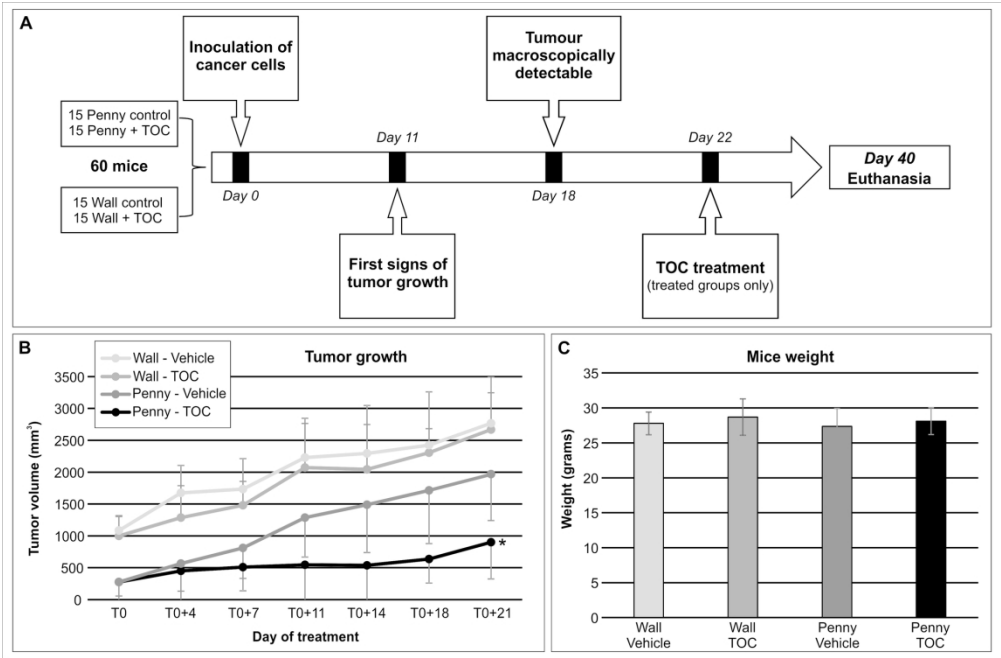 A
Inoculation of
cancer cells
Tumour
macroscopically
detectable
15 Penny control
15 Penny + TOC
60 mice
15 Wall control
15 Wall + TOC
Day 11
Day 22
Day 0
Day 18
Day 40
Euthanasia
First signs of
tumor growth
TOC treatment
(treated groups only)
B
Tumor growth
Wall - Vehicle
Wall - TOC
Penny - Vehicle
Penny - TOC
Tumor volume (mm³)
3500
3000
2500
2000
1500
1000
500
0
*
T0 T0+4 T0+7 T0+11 T0+14 T0+18 T0+21
Day of treatment
C
Mice weight
Weight (grams)
35
30
25
20
15
10
5
0
Wall Wall Penny Penny
Vehicle TOC Vehicle TOC